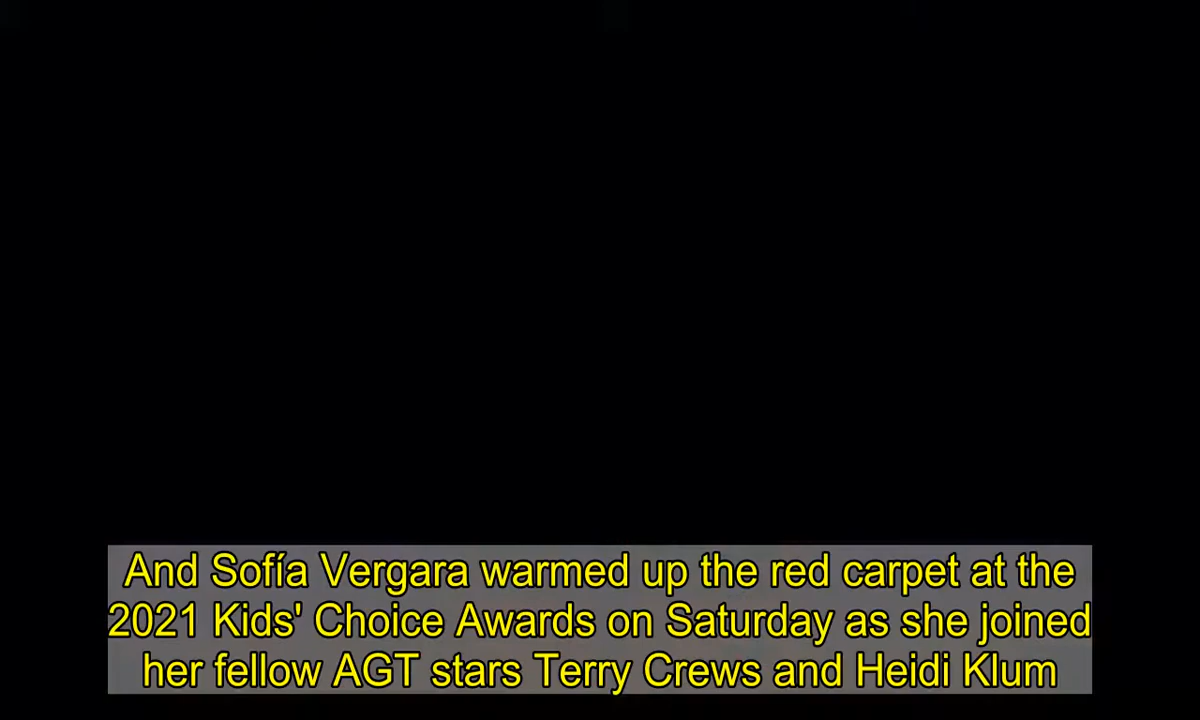 And Sofía Vergara warmed up the red carpet at the
2021 Kids' Choice Awards on Saturday as she joined
her fellow AGT stars Terry Crews and Heidi Klum